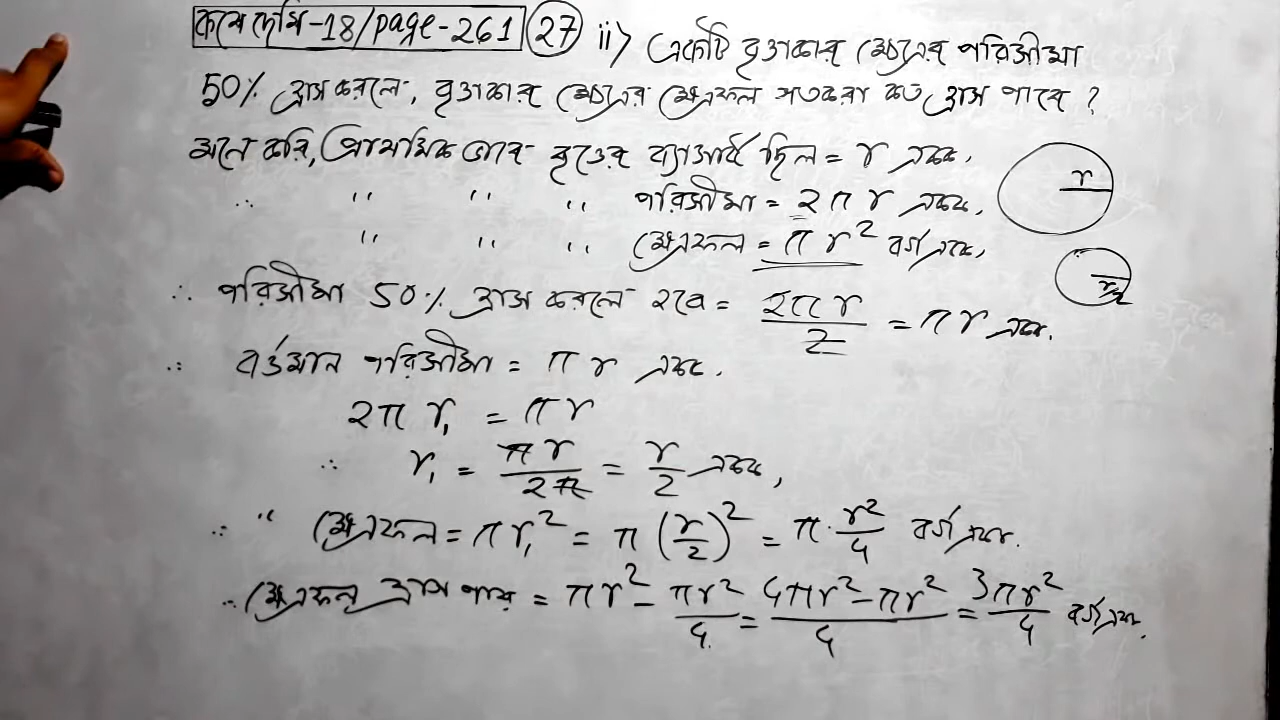 কষে দেখি-18/page-261 (27) ii> একটি বৃত্তাকার ক্ষেত্রের পরিসীমা
50% হ্রাস করলে, বৃত্তাকার ক্ষেত্রের ক্ষেত্রফল শতকরা কত হ্রাস পাবে ?
মনে করি, প্রাথমিক ভাবে বৃত্তের ব্যাসার্ধ ছিল = r একক.
r
∴ " " " পরিসীমা = 2πr একক.
" " " ক্ষেত্রফল = πr² বর্গ একক,
r/2
∴ পরিসীমা 50% হ্রাস করলে হবে = 2πr/2 = πr একক.
∴ বর্তমান পরিসীমা = πr একক.
2πr₁ = πr
∴ r₁ = πr/2π = r/2 একক,
∴ " ক্ষেত্রফল = πr₁² = π(r/2)² = π·r²/4 বর্গ একক.
∴ ক্ষেত্রফল হ্রাস পায় = πr² - πr²/4 = 4πr²-πr²/4 = 3πr²/4 বর্গ একক.